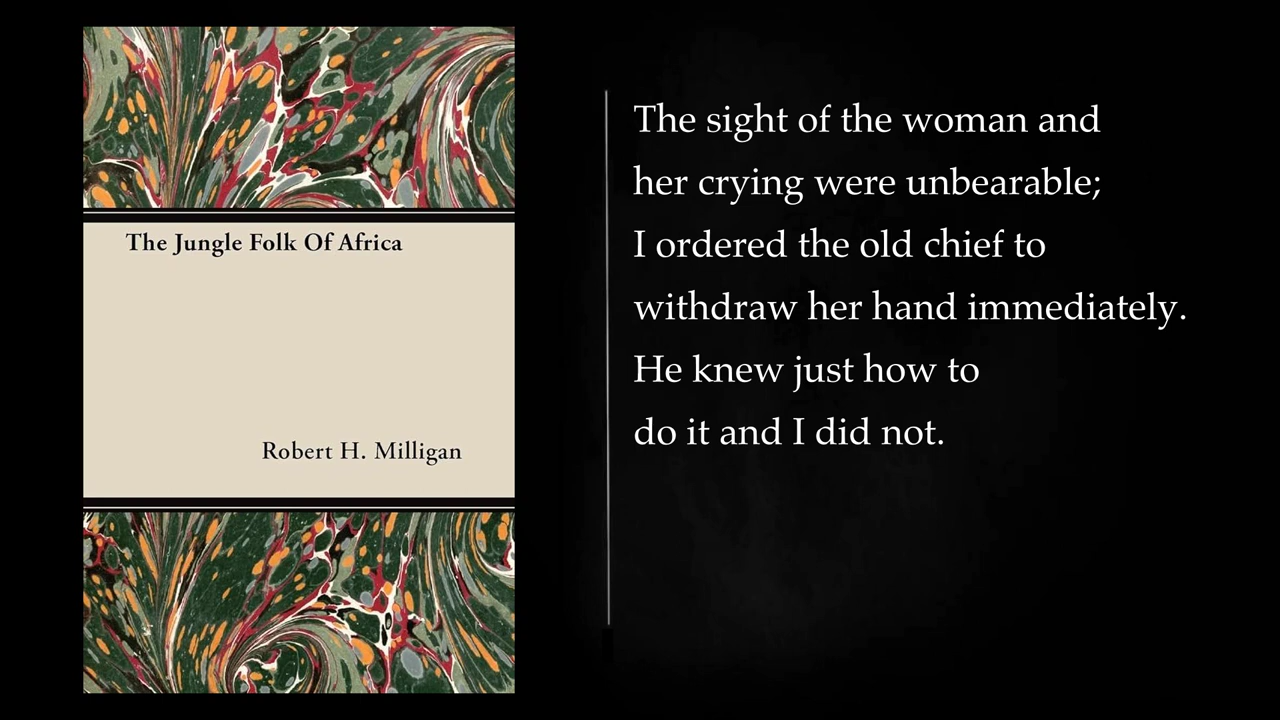 The Jungle Folk Of Africa
Robert H. Milligan
The sight of the woman and
her crying were unbearable;
I ordered the old chief to
withdraw her hand immediately.
He knew just how to
do it and I did not.